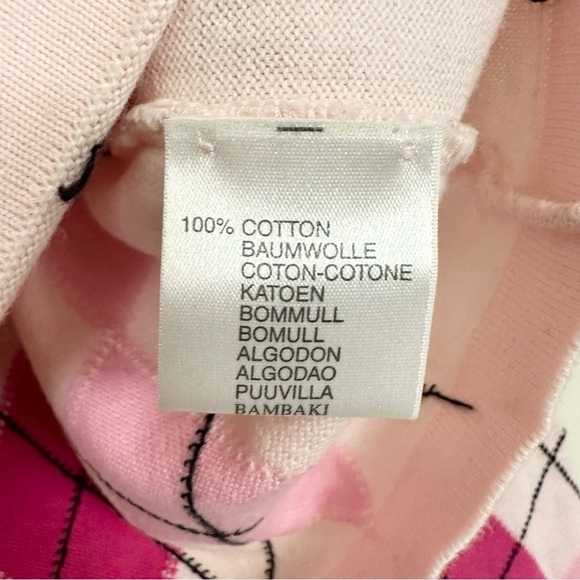 100% COTTON
BAUMWOLLE
COTON-COTONE
KATOEN
BOMMULL
BOMULL
ALGODON
ALGODAO
PUUVILLA
BAMBAKI